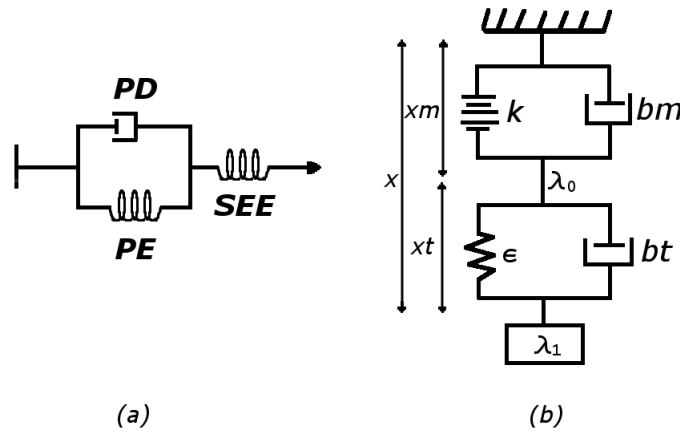 PD
PE
SEE
(a)
x
xm
k
bm
λ₀
xt
ϵ
bt
λ₁
(b)